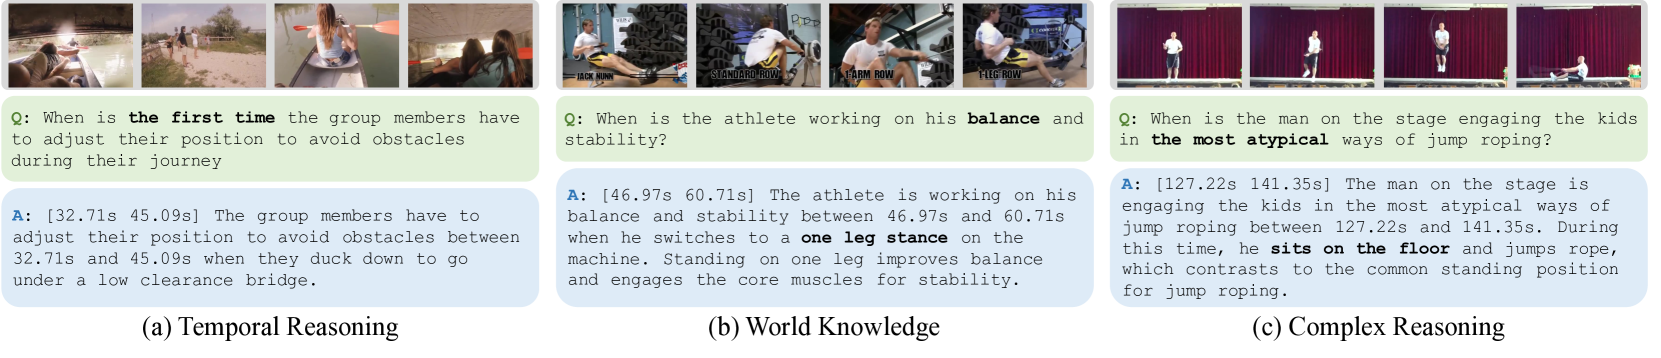 JACK NUNN
STANDARD ROW
1-ARM ROW
1-LEG ROW
Q: When is the first time the group members have
to adjust their position to avoid obstacles
during their journey
A: [32.71s 45.09s] The group members have to
adjust their position to avoid obstacles between
32.71s and 45.09s when they duck down to go
under a low clearance bridge.
(a) Temporal Reasoning
Q: When is the athlete working on his balance and
stability?
A: [46.97s 60.71s] The athlete is working on his
balance and stability between 46.97s and 60.71s
when he switches to a one leg stance on the
machine. Standing on one leg improves balance
and engages the core muscles for stability.
(b) World Knowledge
Q: When is the man on the stage engaging the kids
in the most atypical ways of jump roping?
A: [127.22s 141.35s] The man on the stage is
engaging the kids in the most atypical ways of
jump roping between 127.22s and 141.35s. During
this time, he sits on the floor and jumps rope,
which contrasts to the common standing position
for jump roping.
(c) Complex Reasoning